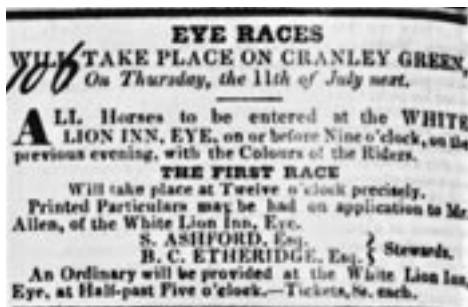 EYE RACES
WILL TAKE PLACE ON CRANLEY GREEN,
106
On Thursday, the 11th of July next.
ALL Horses to be entered at the WHITE
LION INN, EYE, on or before Nine o'clock, on the
previous evening, with the Colours of the Riders.
THE FIRST RACE
Will take place at Twelve o'clock precisely.
Printed Particulars may be had on application to Mr.
Allen, of the White Lion Inn, Eye.
S. ASHFORD, Esq.
B. C. ETHERIDGE, Esq. } Stewards.
An Ordinary will be provided at the White Lion Inn
Eye, at Half-past Five o'clock.—Tickets, 8s. each.